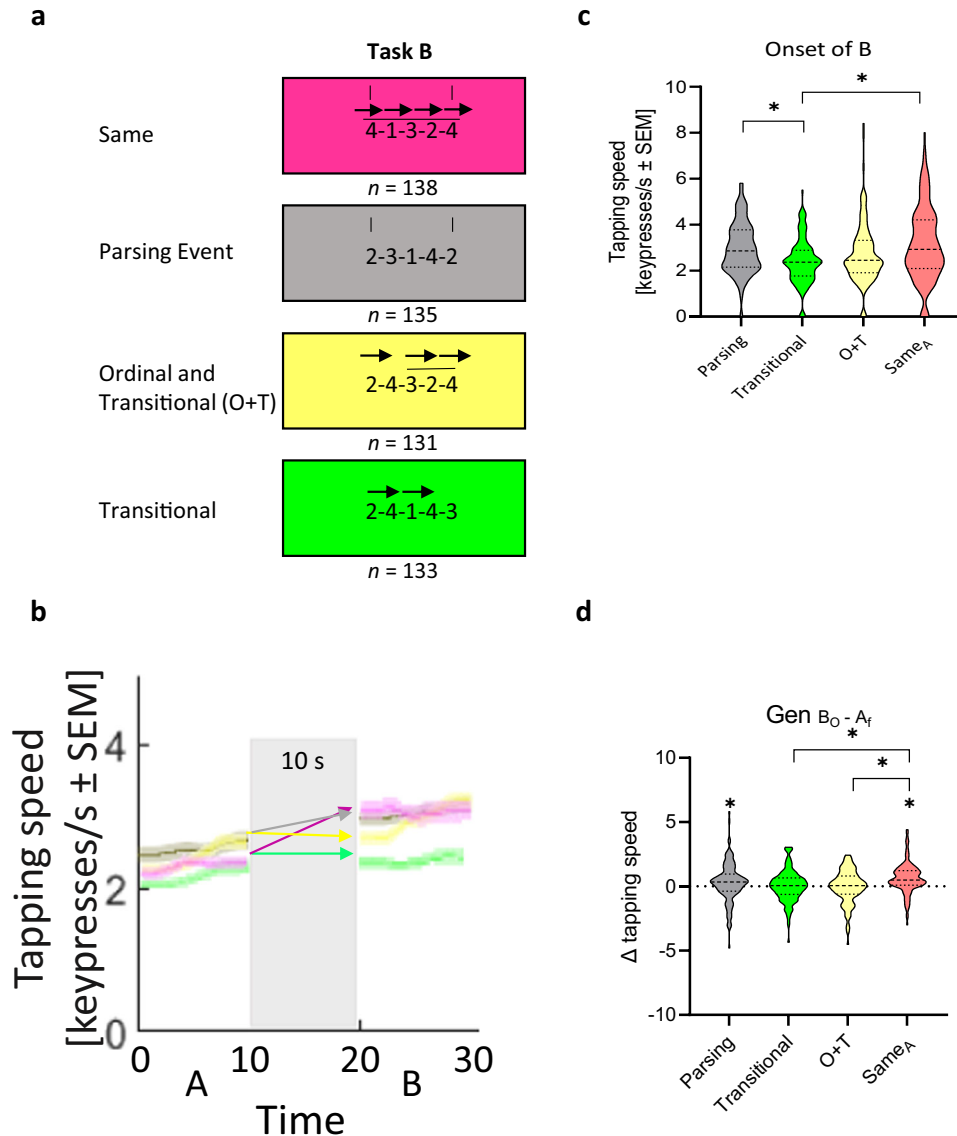 a
Task B
Same
4-1-3-2-4
n = 138
Parsing Event
2-3-1-4-2
n = 135
Ordinal and
Transitional (O+T)
2-4-3-2-4
n = 131
Transitional
2-4-1-4-3
n = 133
b
Tapping speed
[keypresses/s ± SEM]
4
2
0
10 s
0
10
20
30
A
B
Time
c
Onset of B
*
*
Tapping speed
[keypresses/s ± SEM]
10
8
6
4
2
0
Parsing
Transitional
O+T
SameA
d
Gen BO - Af
*
*
*
*
Δ tapping speed
10
5
0
-5
-10
Parsing
Transitional
O+T
SameA